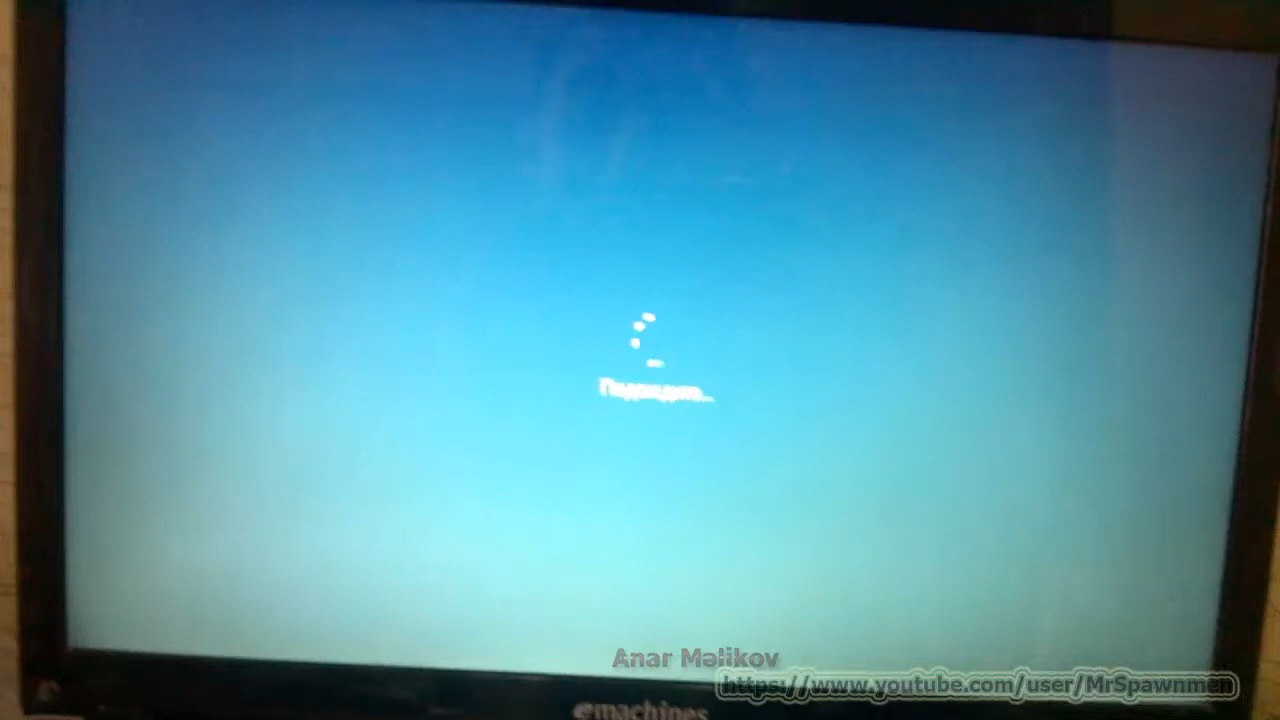 Подождите...
Anar Məlikov
https://www.youtube.com/user/MrSpawnmen
emachines